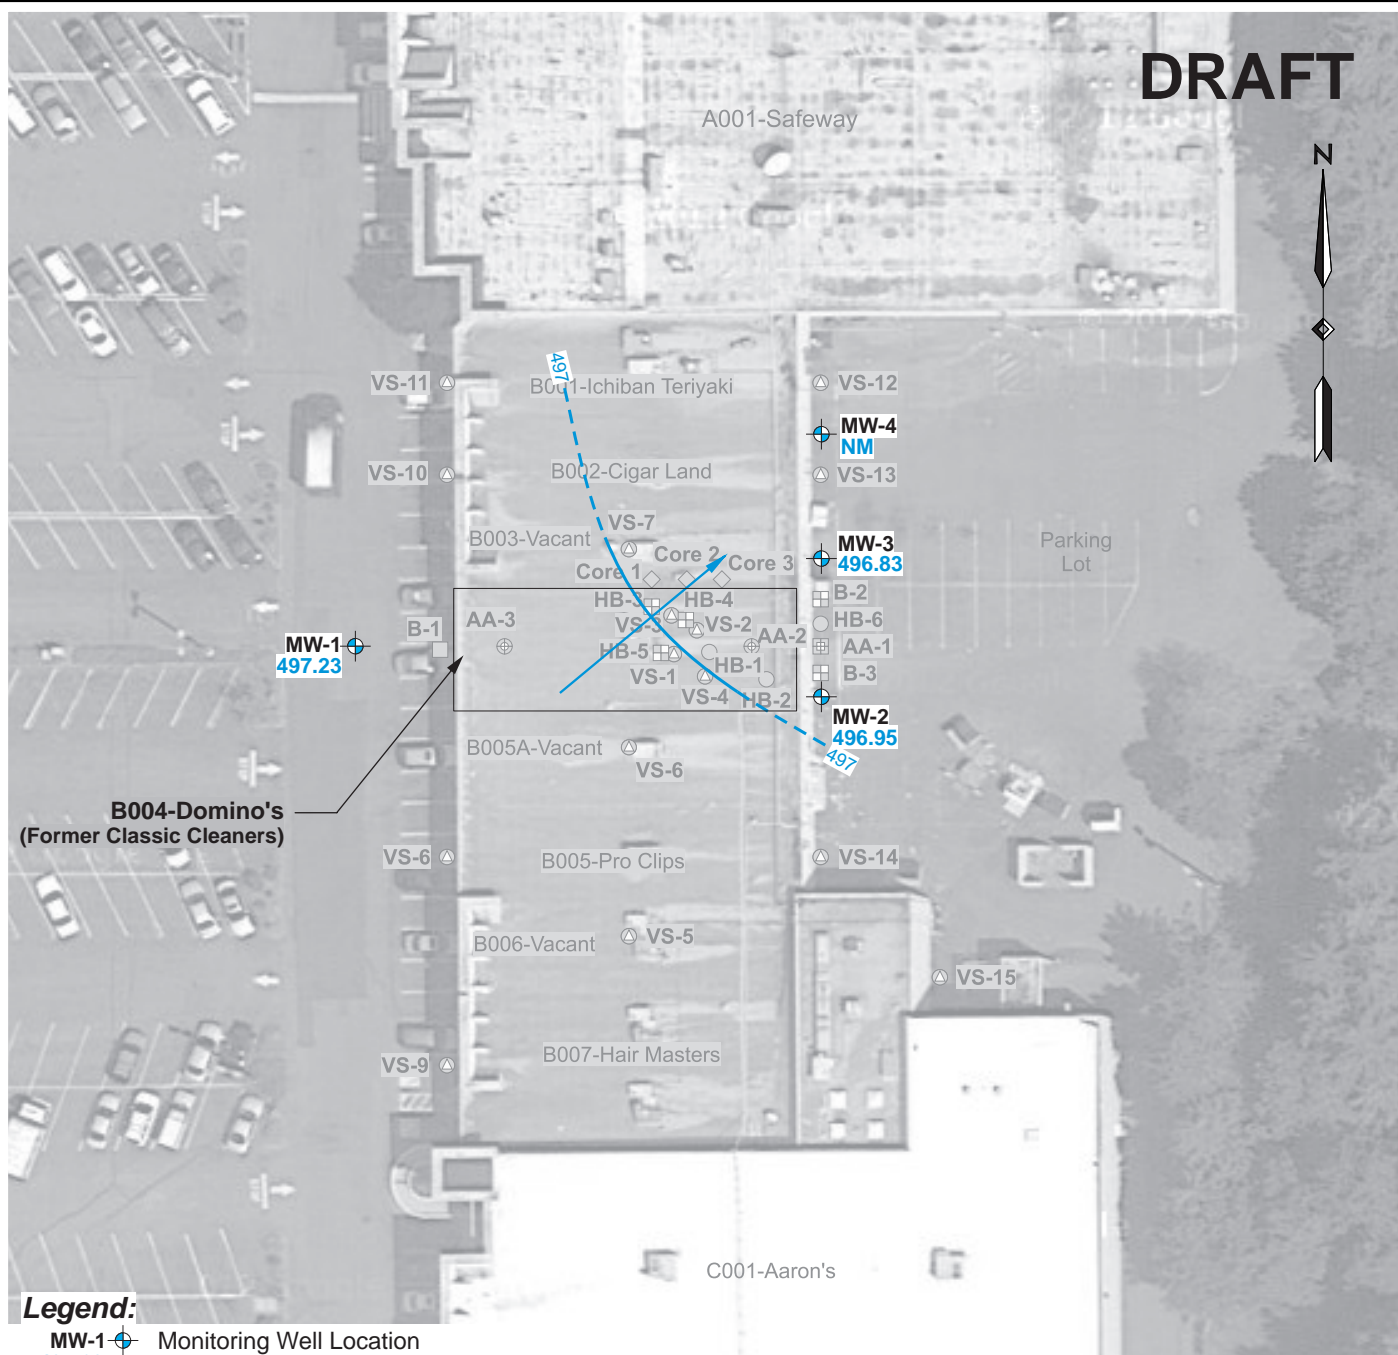 DRAFT
A001-Safeway
N
497
B001-Ichiban Teriyaki
VS-11
VS-12
MW-4
NM
VS-10
B002-Cigar Land
VS-13
VS-7
B003-Vacant
Core 2
Core 3
Core 1
MW-3
496.83
Parking
Lot
HB-3
HB-4
B-2
AA-3
VS-3
VS-2
HB-6
B-1
AA-2
MW-1
497.23
HB-5
HB-1
AA-1
VS-1
B-3
VS-4
HB-2
MW-2
496.95
497
B005A-Vacant
VS-6
B004-Domino's
(Former Classic Cleaners)
VS-6
B005-Pro Clips
VS-14
B006-Vacant
VS-5
VS-15
VS-9
B007-Hair Masters
C001-Aaron's
Legend:
MW-1 Monitoring Well Location